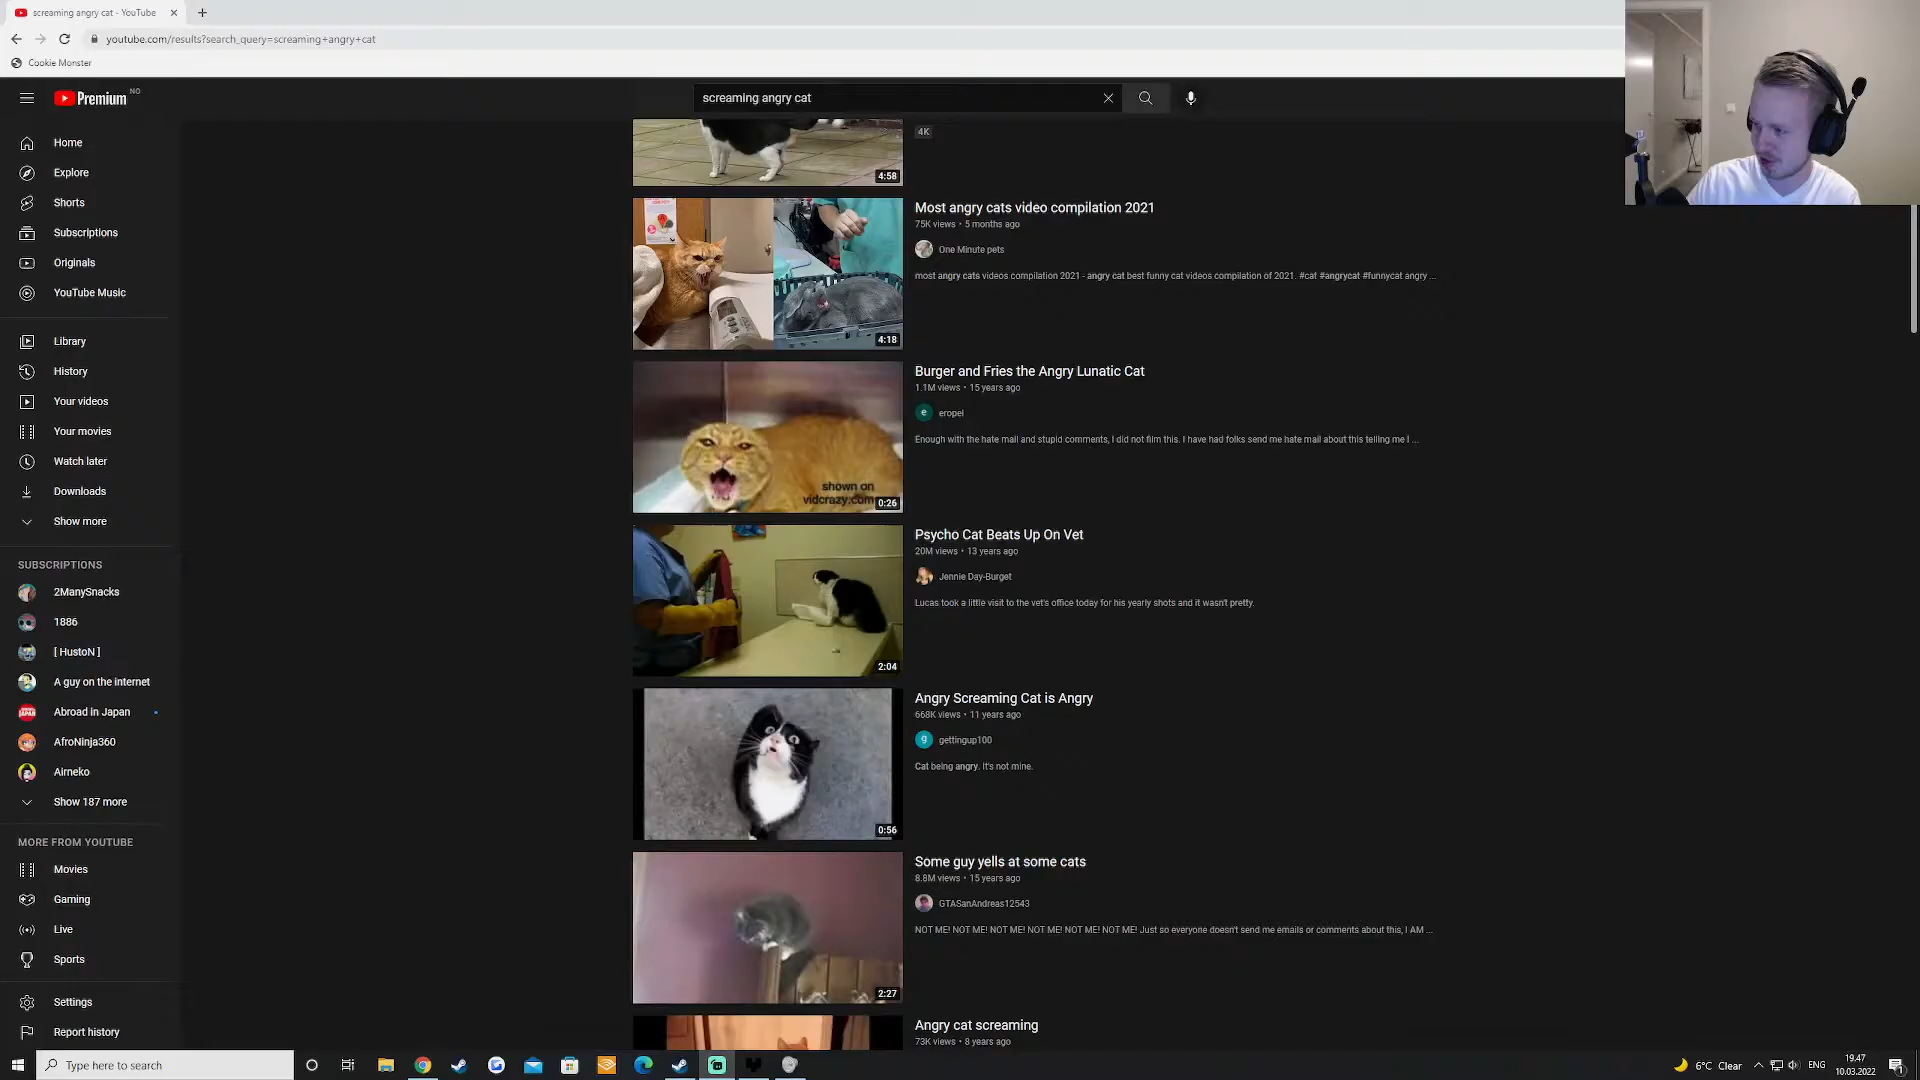 screaming angry cat - YouTube
youtube.com/results?search_query=screaming+angry+cat
Cookie Monster
Premium NO
screaming angry cat
Home
Explore
Shorts
Subscriptions
Originals
YouTube Music
Library
History
Your videos
Your movies
Watch later
Downloads
Show more
SUBSCRIPTIONS
2ManySnacks
1886
[ HustoN ]
A guy on the internet
Abroad in Japan
AfroNinja360
Airneko
Show 187 more
MORE FROM YOUTUBE
Movies
Gaming
Live
Sports
Settings
Report history
4:58
4K
4:18
Most angry cats video compilation 2021
75K views • 5 months ago
One Minute pets
most angry cats videos compilation 2021 - angry cat best funny cat videos compilation of 2021. #cat #angrycat #funnycat angry ...
shown on
vidcrazy.com
0:26
Burger and Fries the Angry Lunatic Cat
1.1M views • 15 years ago
e
eropel
Enough with the hate mail and stupid comments, I did not film this. I have had folks send me hate mail about this telling me I ...
2:04
Psycho Cat Beats Up On Vet
20M views • 13 years ago
Jennie Day-Burget
Lucas took a little visit to the vet's office today for his yearly shots and it wasn't pretty.
0:56
Angry Screaming Cat is Angry
668K views • 11 years ago
g
gettingup100
Cat being angry. It's not mine.
2:27
Some guy yells at some cats
8.8M views • 15 years ago
GTASanAndreas12543
NOT ME! NOT ME! NOT ME! NOT ME! NOT ME! NOT ME! Just so everyone doesn't send me emails or comments about this, I AM ...
Angry cat screaming
73K views • 8 years ago
Type here to search
6°C Clear
ENG
19.47
10.03.2022